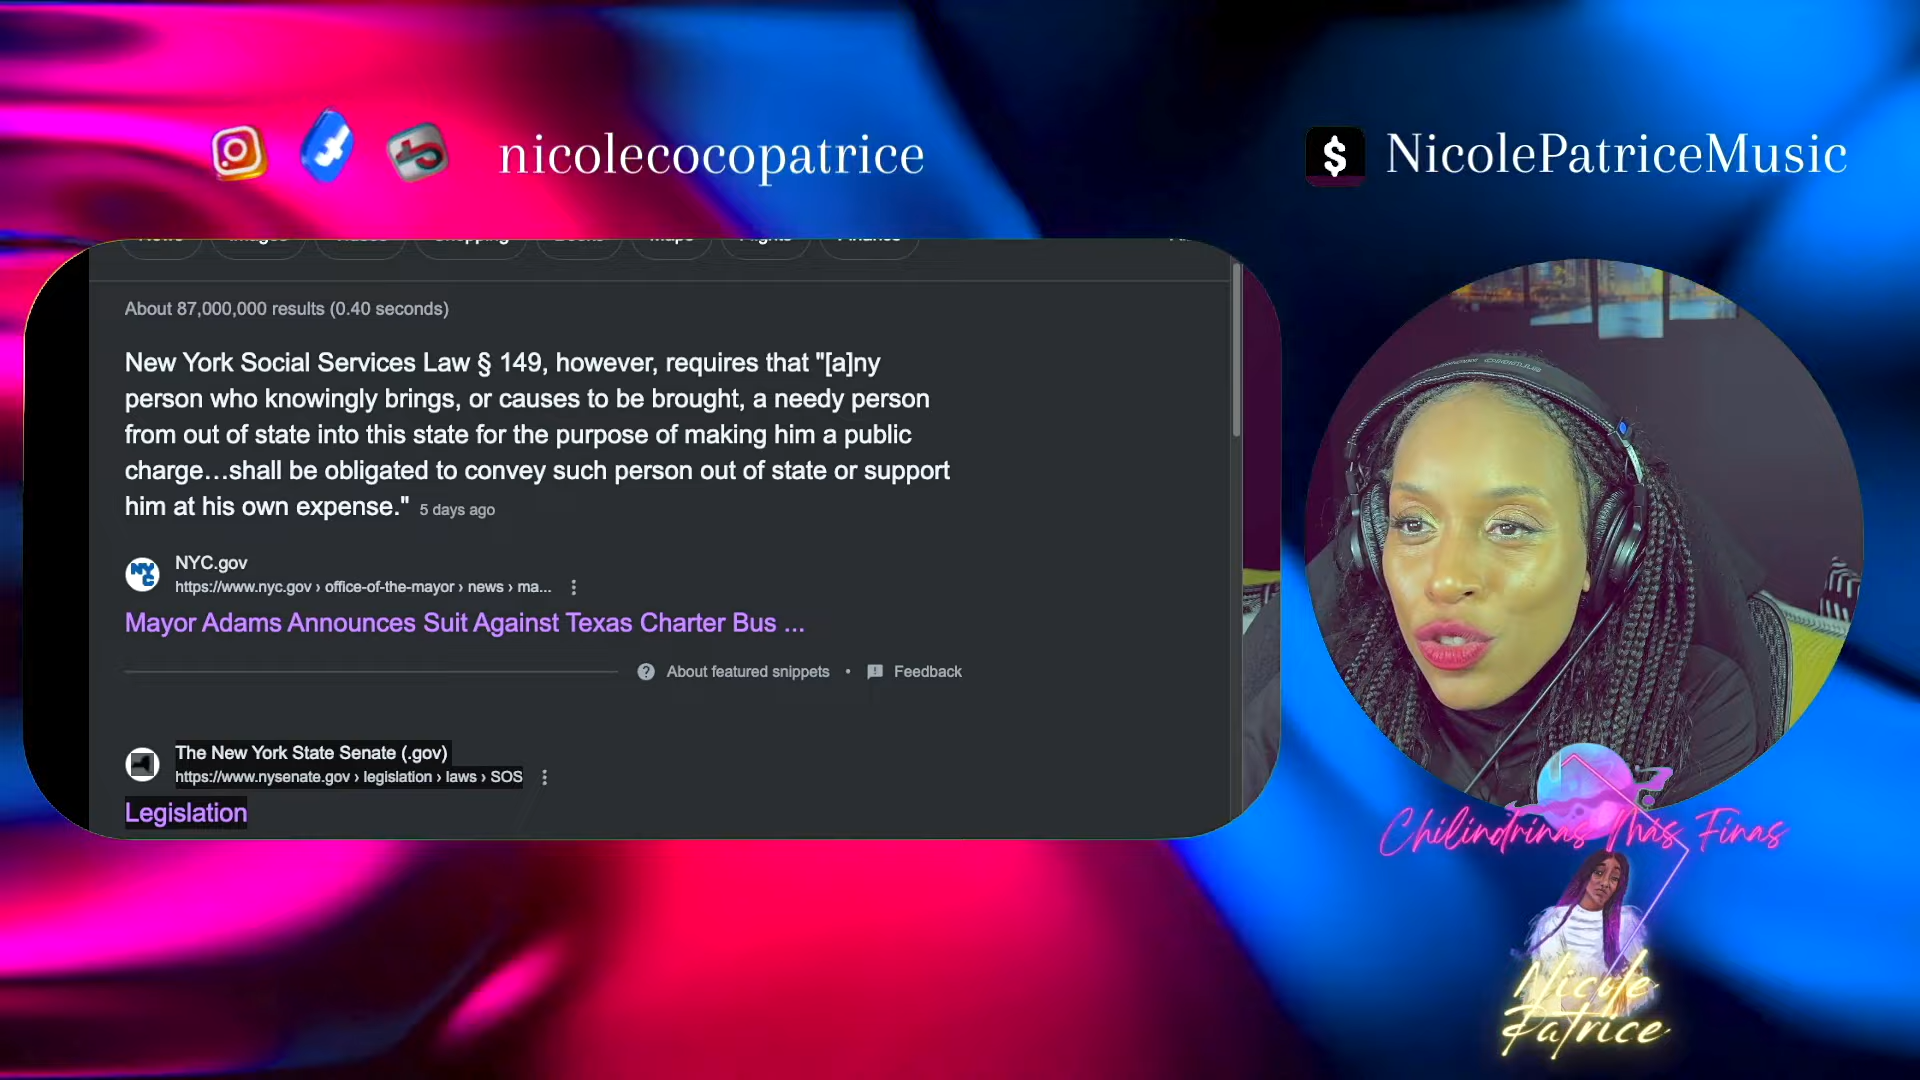 nicolecocopatrice
NicolePatriceMusic
About 87,000,000 results (0.40 seconds)
New York Social Services Law § 149, however, requires that "[a]ny
person who knowingly brings, or causes to be brought, a needy person
from out of state into this state for the purpose of making him a public
charge…shall be obligated to convey such person out of state or support
him at his own expense." 5 days ago
NYC.gov
https://www.nyc.gov › office-of-the-mayor › news › ma...
Mayor Adams Announces Suit Against Texas Charter Bus ...
About featured snippets • Feedback
The New York State Senate (.gov)
https://www.nysenate.gov › legislation › laws › SOS
Legislation
Chilindrinas Más Finas
Nicole
Patrice